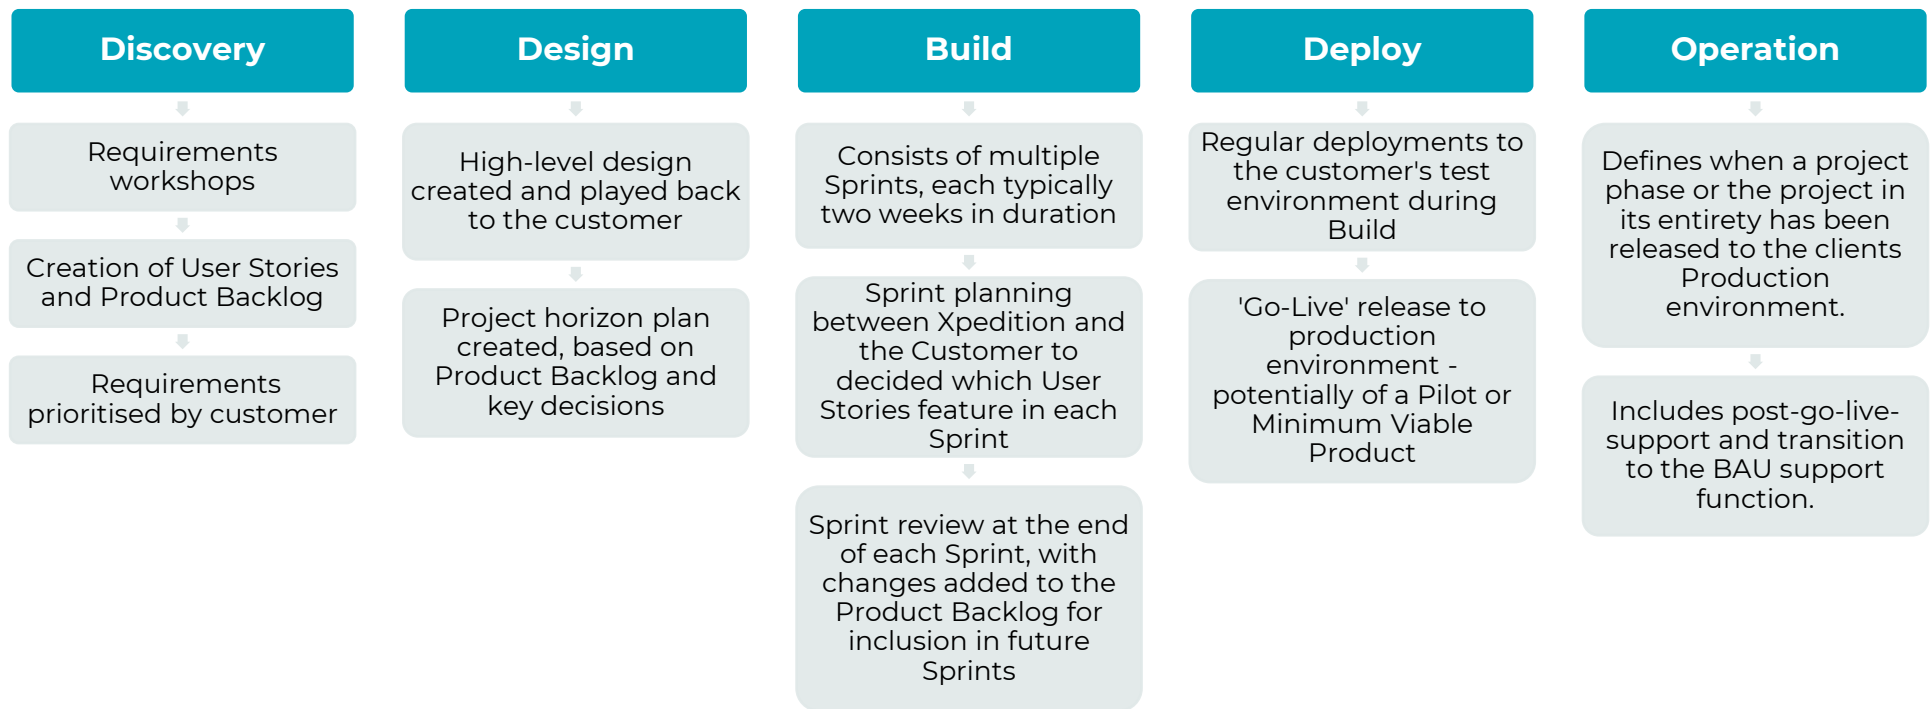 Discovery
Requirements
workshops
Creation of User Stories
and Product Backlog
Requirements
prioritised by customer
Design
High-level design
created and played back
to the customer
Project horizon plan
created, based on
Product Backlog and
key decisions
Build
Consists of multiple
Sprints, each typically
two weeks in duration
Sprint planning
between Xpedition and
the Customer to
decided which User
Stories feature in each
Sprint
Sprint review at the end
of each Sprint, with
changes added to the
Product Backlog for
inclusion in future
Sprints
Deploy
Regular deployments to
the customer's test
environment during
Build
'Go-Live' release to
production
environment -
potentially of a Pilot or
Minimum Viable
Product
Operation
Defines when a project
phase or the project in
its entirety has been
released to the clients
Production
environment.
Includes post-go-live-
support and transition
to the BAU support
function.